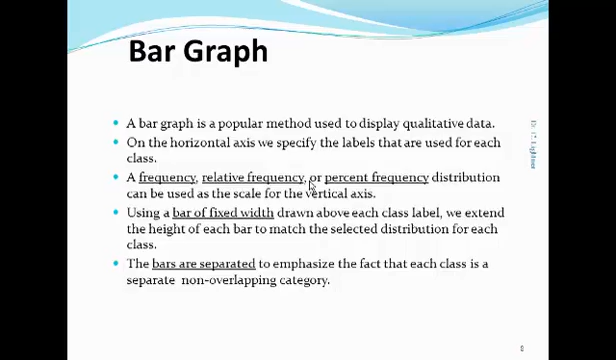 Bar Graph
• A bar graph is a popular method used to display qualitative data.
• On the horizontal axis we specify the labels that are used for each
class.
• A frequency, relative frequency, or percent frequency distribution
can be used as the scale for the vertical axis.
• Using a bar of fixed width drawn above each class label, we extend
the height of each bar to match the selected distribution for each
class.
• The bars are separated to emphasize the fact that each class is a
separate non-overlapping category.
Dr. C.
8